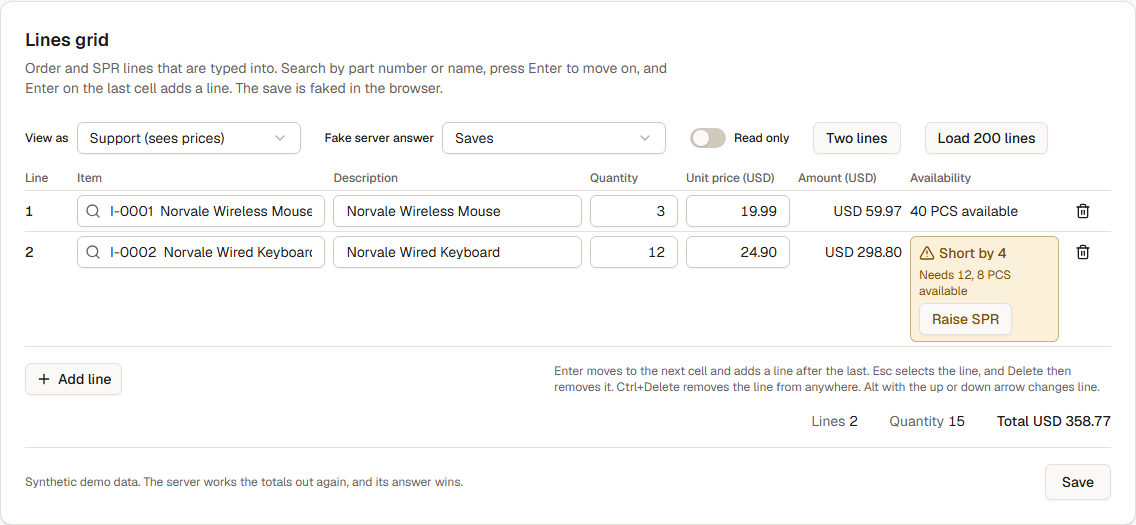 Lines grid
Order and SPR lines that are typed into. Search by part number or name, press Enter to move on, and
Enter on the last cell adds a line. The save is faked in the browser.
View as Support (sees prices) Fake server answer Saves Read only Two lines Load 200 lines
Line Item Description Quantity Unit price (USD) Amount (USD) Availability
1 I-0001 Norvale Wireless Mouse Norvale Wireless Mouse 3 19.99 USD 59.97 40 PCS available
2 I-0002 Norvale Wired Keyboard Norvale Wired Keyboard 12 24.90 USD 298.80 Short by 4
Needs 12, 8 PCS
available
Raise SPR
Add line
Enter moves to the next cell and adds a line after the last. Esc selects the line, and Delete then
removes it. Ctrl+Delete removes the line from anywhere. Alt with the up or down arrow changes line.
Lines 2 Quantity 15 Total USD 358.77
Synthetic demo data. The server works the totals out again, and its answer wins.
Save